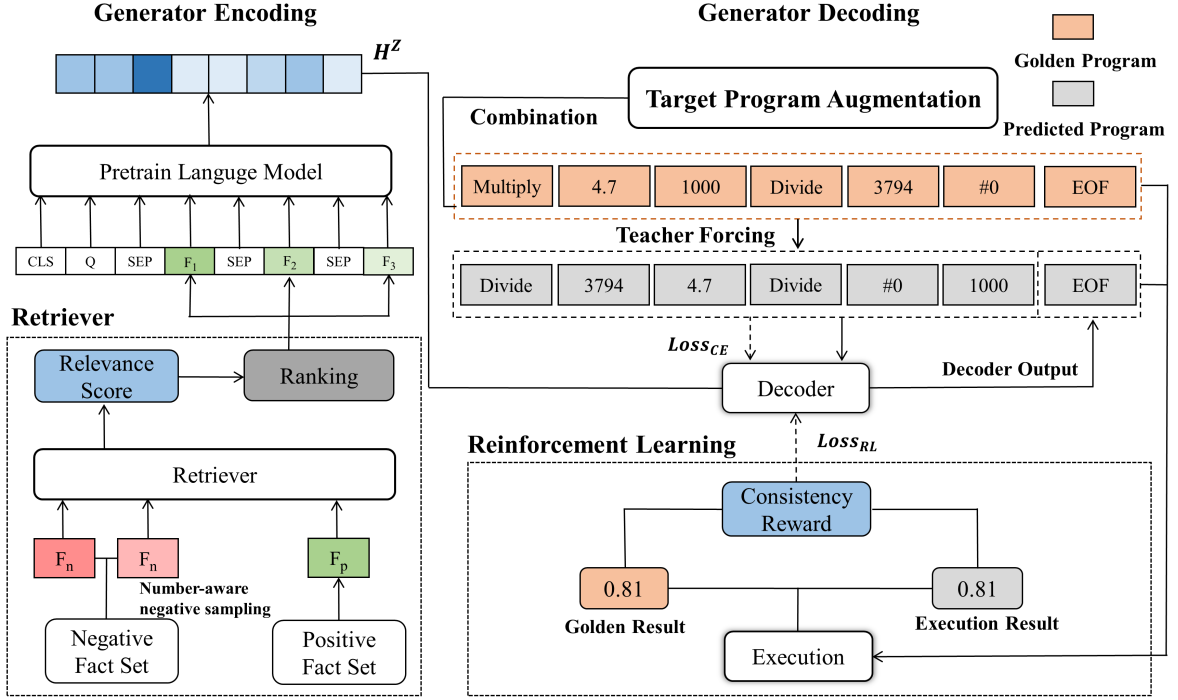 Generator Encoding
H^Z
Pretrain Languge Model
CLS Q SEP F1 SEP F2 SEP F3
Retriever
Relevance
Score
Ranking
Retriever
Fn Fn Fp
Number-aware
negative sampling
Negative
Fact Set
Positive
Fact Set
Generator Decoding
Golden Program
Predicted Program
Target Program Augmentation
Combination
Multiply 4.7 1000 Divide 3794 #0 EOF
Teacher Forcing
Divide 3794 4.7 Divide #0 1000 EOF
Loss_CE
Decoder
Decoder Output
Reinforcement Learning
Loss_RL
Consistency
Reward
0.81 0.81
Golden Result
Execution Result
Execution